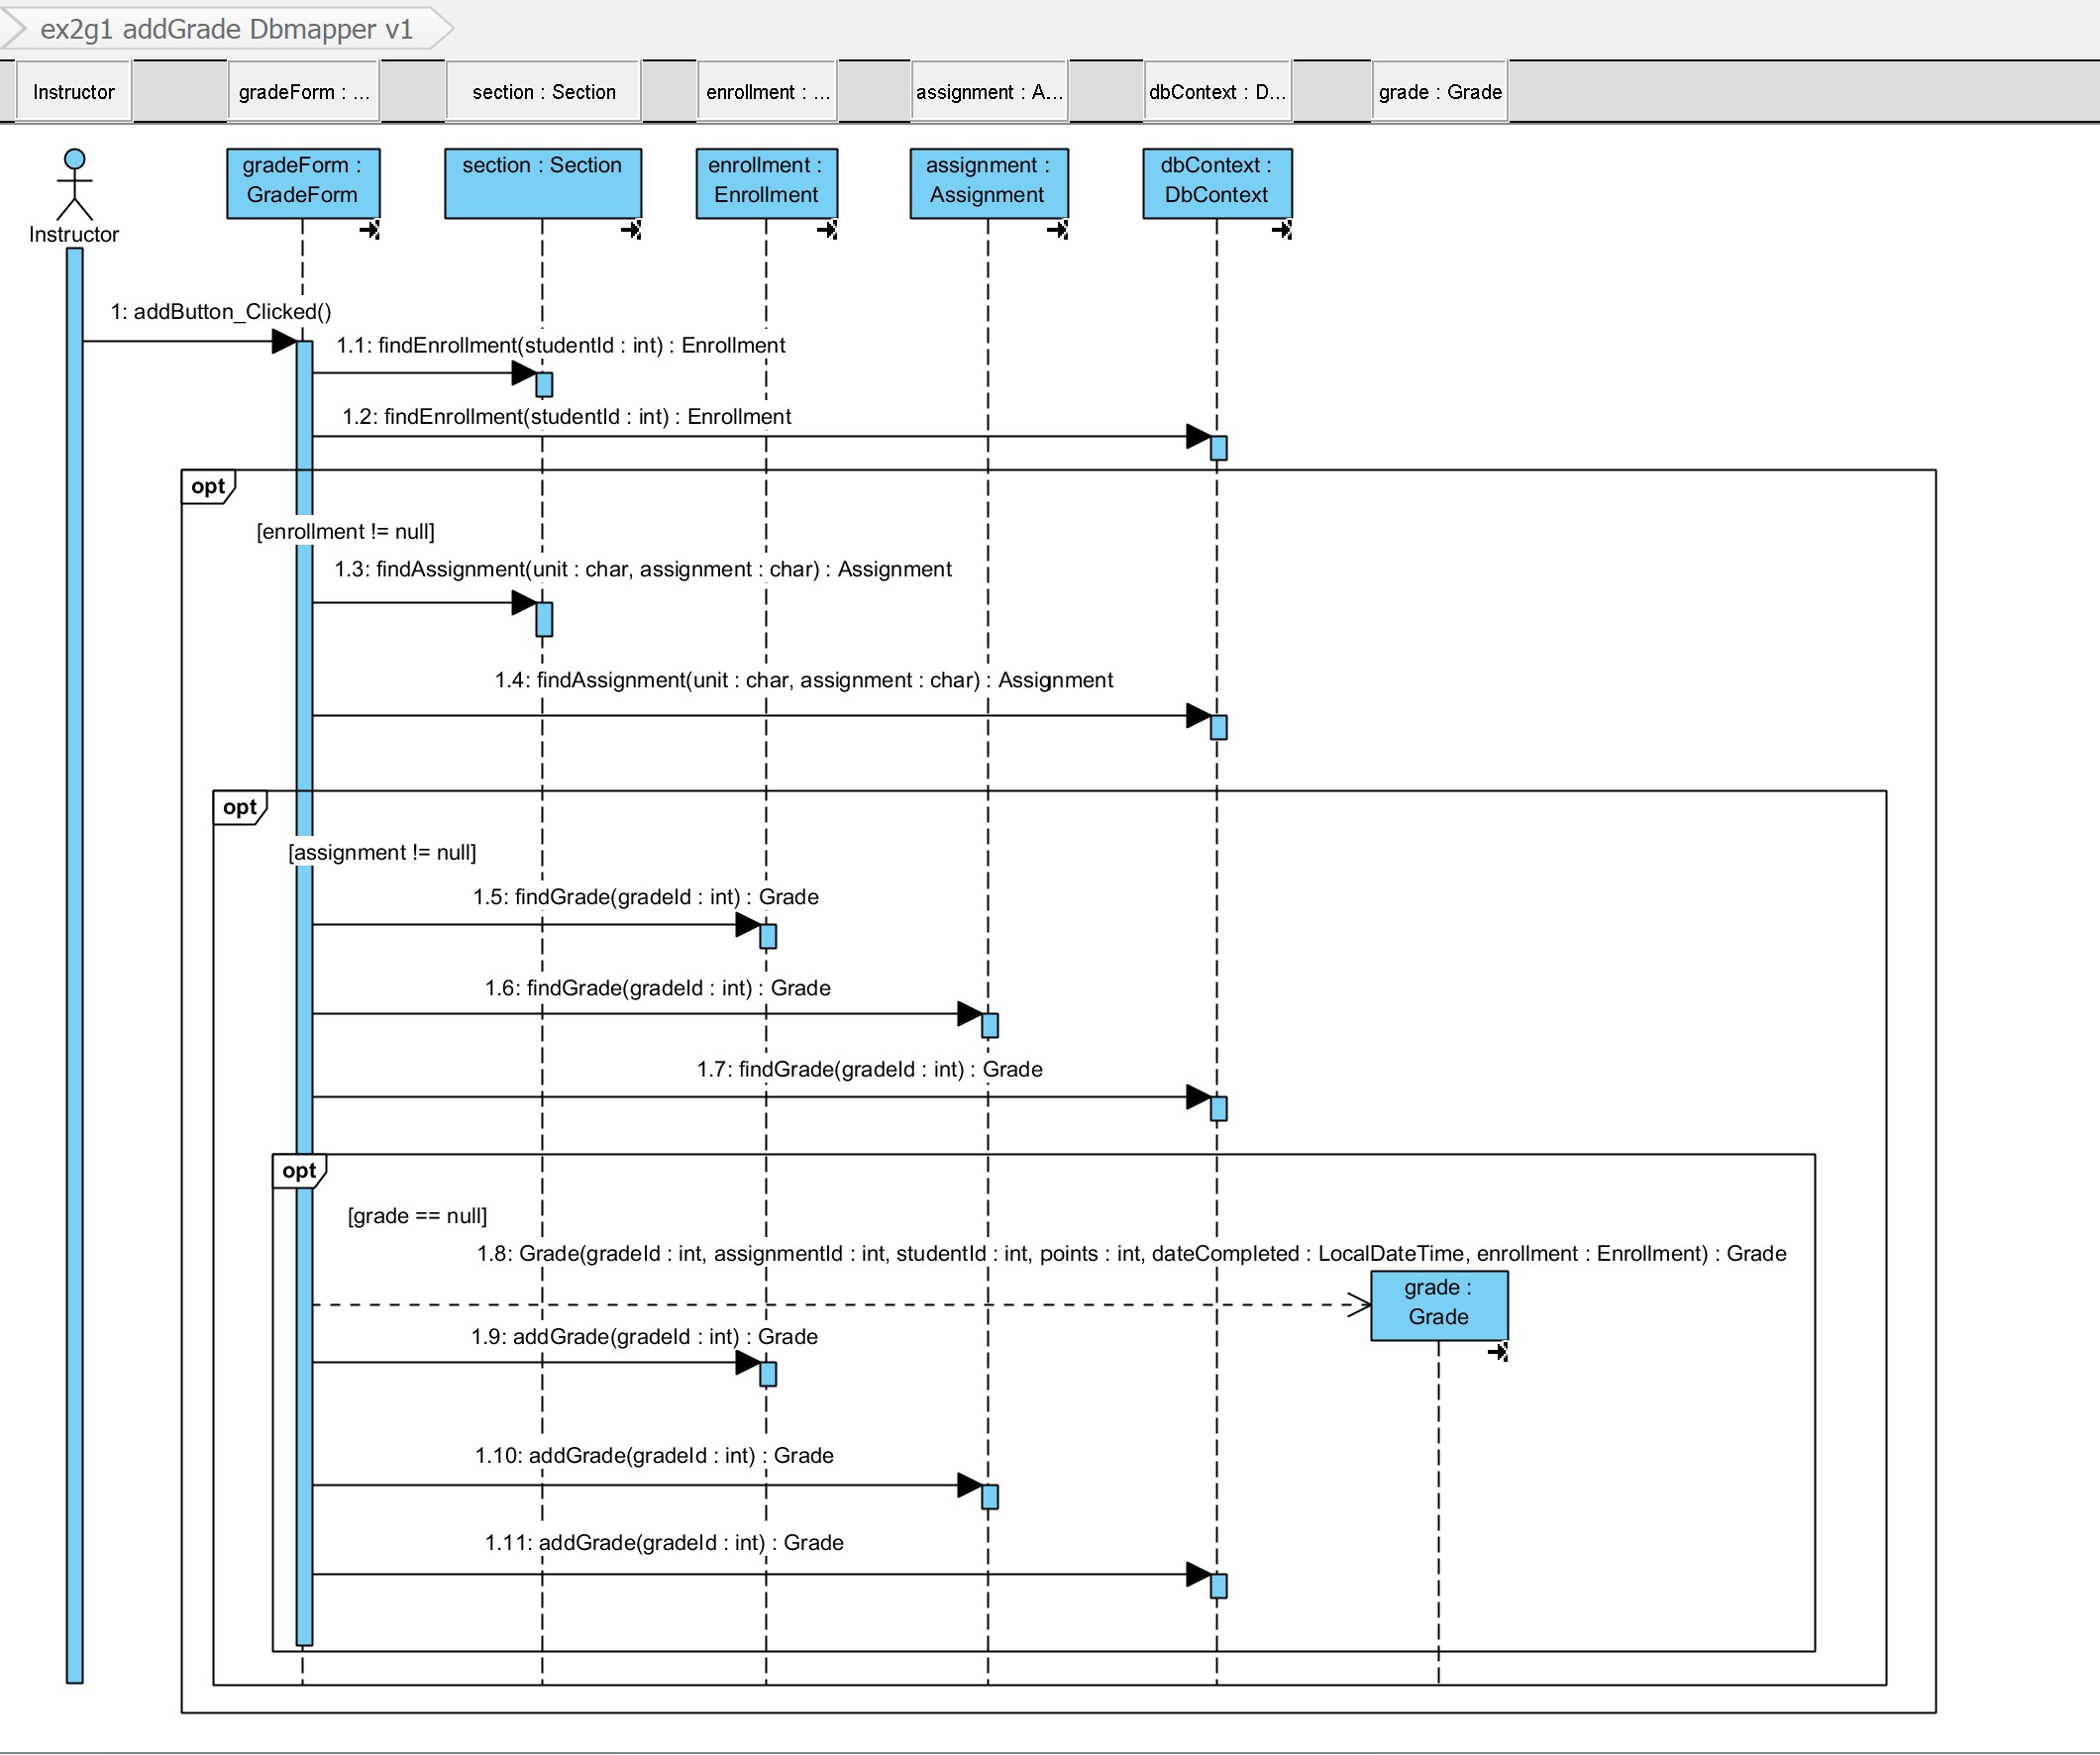 ex2g1 addGrade Dbmapper v1
Instructor
gradeForm : ...
section : Section
enrollment : ...
assignment : A...
dbContext : D...
grade : Grade
Instructor
gradeForm :
GradeForm
section : Section
enrollment :
Enrollment
assignment :
Assignment
dbContext :
DbContext
1: addButton_Clicked()
1.1: findEnrollment(studentId : int) : Enrollment
1.2: findEnrollment(studentId : int) : Enrollment
opt
[enrollment != null]
1.3: findAssignment(unit : char, assignment : char) : Assignment
1.4: findAssignment(unit : char, assignment : char) : Assignment
opt
[assignment != null]
1.5: findGrade(gradeId : int) : Grade
1.6: findGrade(gradeId : int) : Grade
1.7: findGrade(gradeId : int) : Grade
opt
[grade == null]
1.8: Grade(gradeId : int, assignmentId : int, studentId : int, points : int, dateCompleted : LocalDateTime, enrollment : Enrollment) : Grade
grade :
Grade
1.9: addGrade(gradeId : int) : Grade
1.10: addGrade(gradeId : int) : Grade
1.11: addGrade(gradeId : int) : Grade